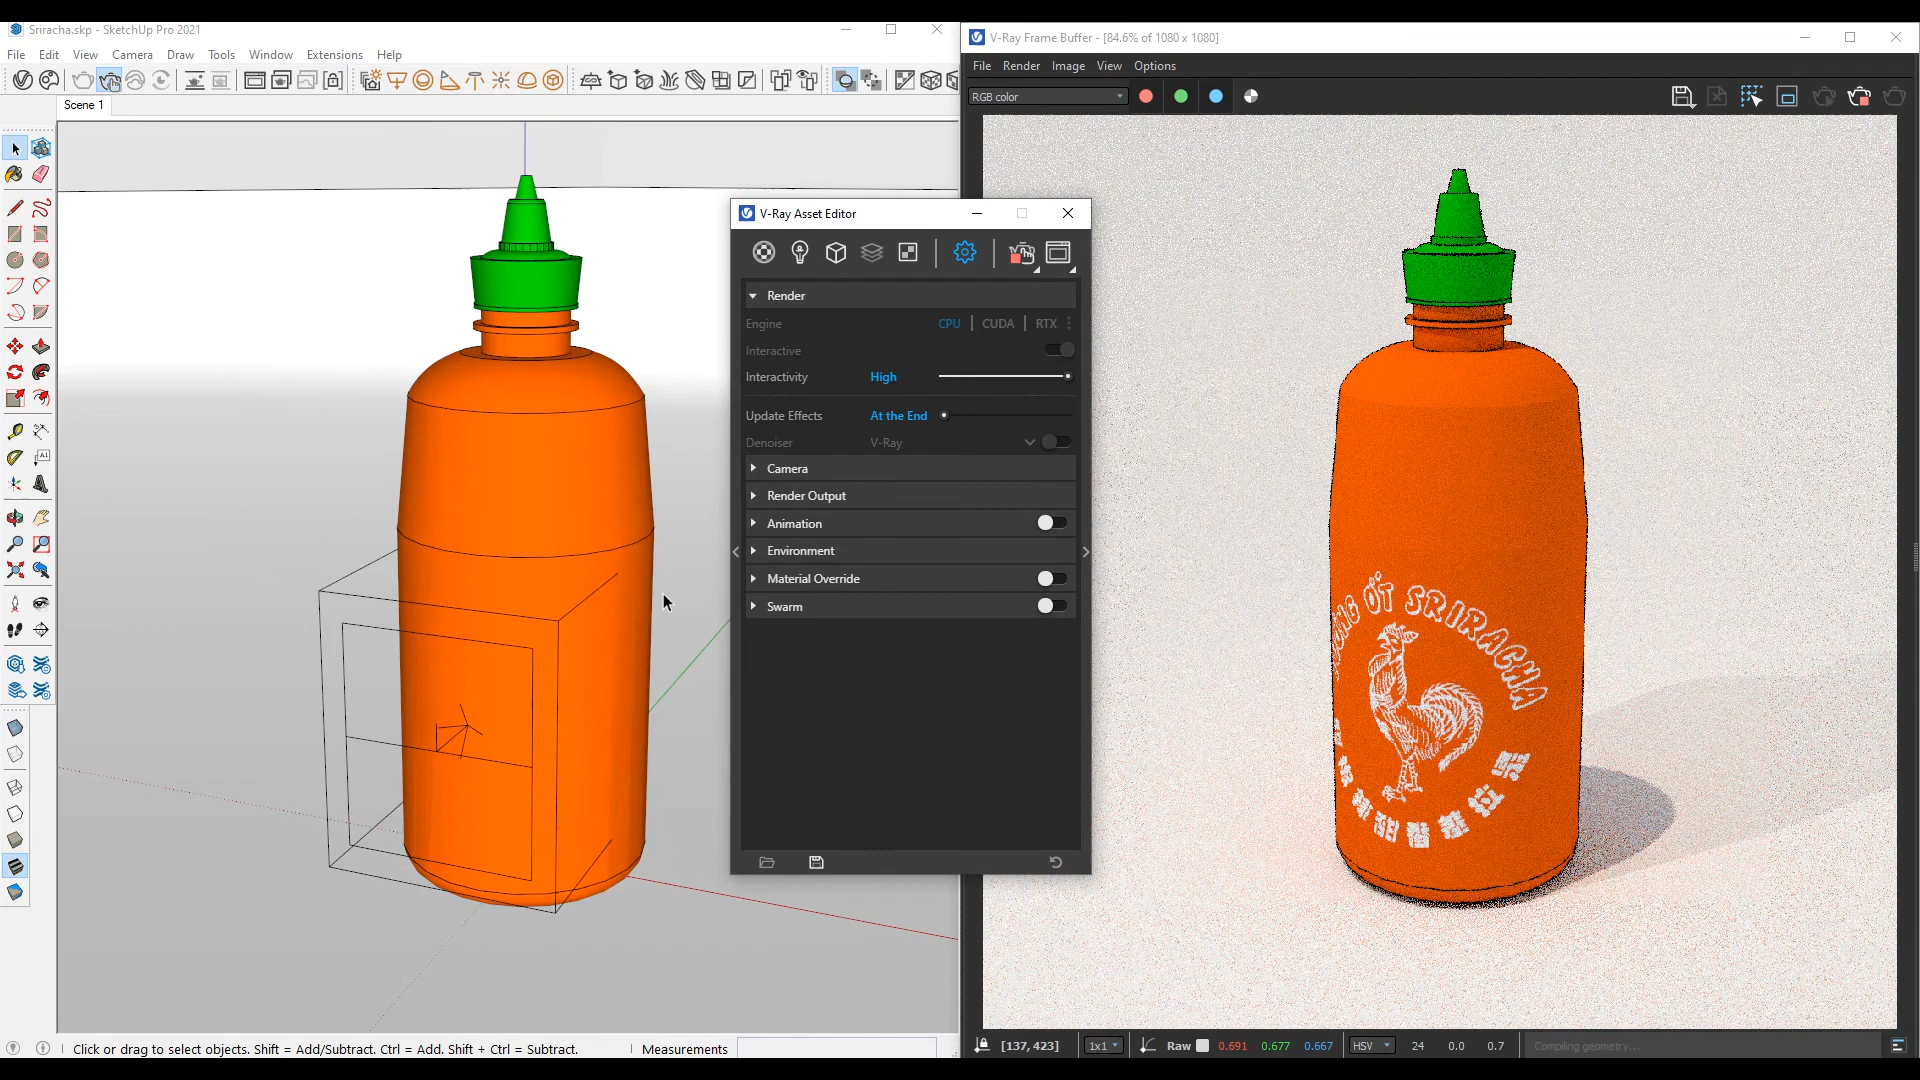 Sriracha.skp - SketchUp Pro 2021
File Edit View Camera Draw Tools Window Extensions Help
Scene 1
V-Ray Frame Buffer - [84.6% of 1080 x 1080]
File Render Image View Options
RGB color
V-Ray Asset Editor
Render
Engine CPU CUDA RTX
Interactive
Interactivity High
Update Effects At the End
Denoiser V-Ray
Camera
Render Output
Animation
Environment
Material Override
Swarm
ỚT SRIRACHA
Click or drag to select objects. Shift = Add/Subtract. Ctrl = Add. Shift + Ctrl = Subtract.
Measurements
[137, 423]
1x1
Raw 0.691 0.677 0.667
HSV 24 0.0 0.7
Compiling geometry...